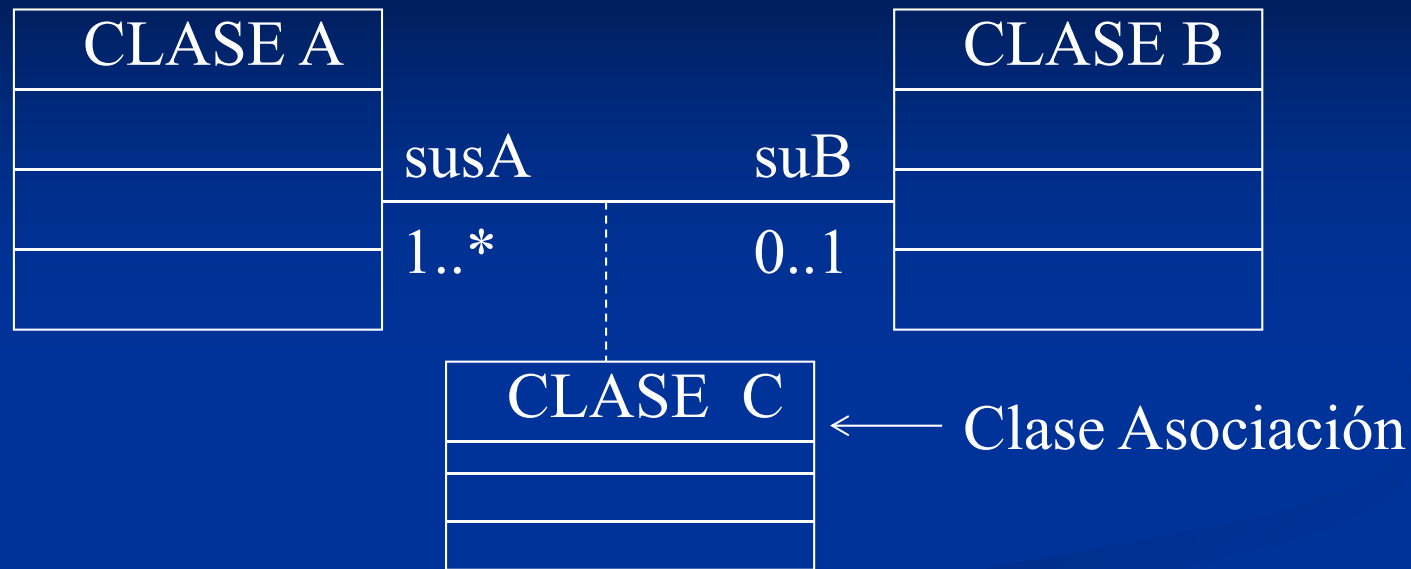 CLASE A
CLASE B
susA
suB
1..*
0..1
CLASE C
Clase Asociación